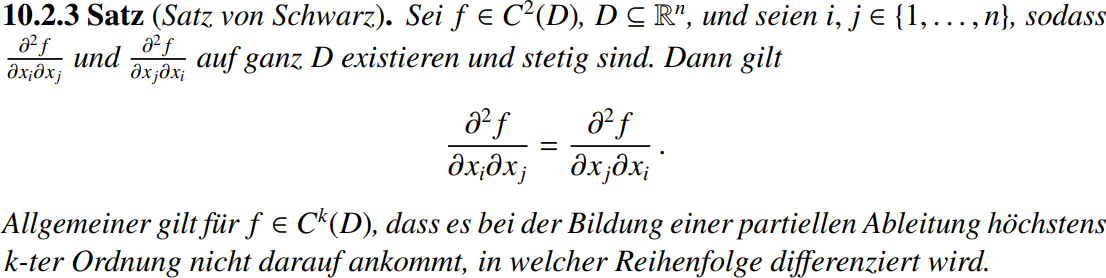 10.2.3 Satz (Satz von Schwarz). Sei f ∈ C²(D), D ⊆ ℝⁿ, und seien i, j ∈ {1, . . . , n}, sodass
∂²f/∂xᵢ∂xⱼ und ∂²f/∂xⱼ∂xᵢ auf ganz D existieren und stetig sind. Dann gilt
∂²f/∂xᵢ∂xⱼ = ∂²f/∂xⱼ∂xᵢ .
Allgemeiner gilt für f ∈ Cᵏ(D), dass es bei der Bildung einer partiellen Ableitung höchstens
k-ter Ordnung nicht darauf ankommt, in welcher Reihenfolge differenziert wird.